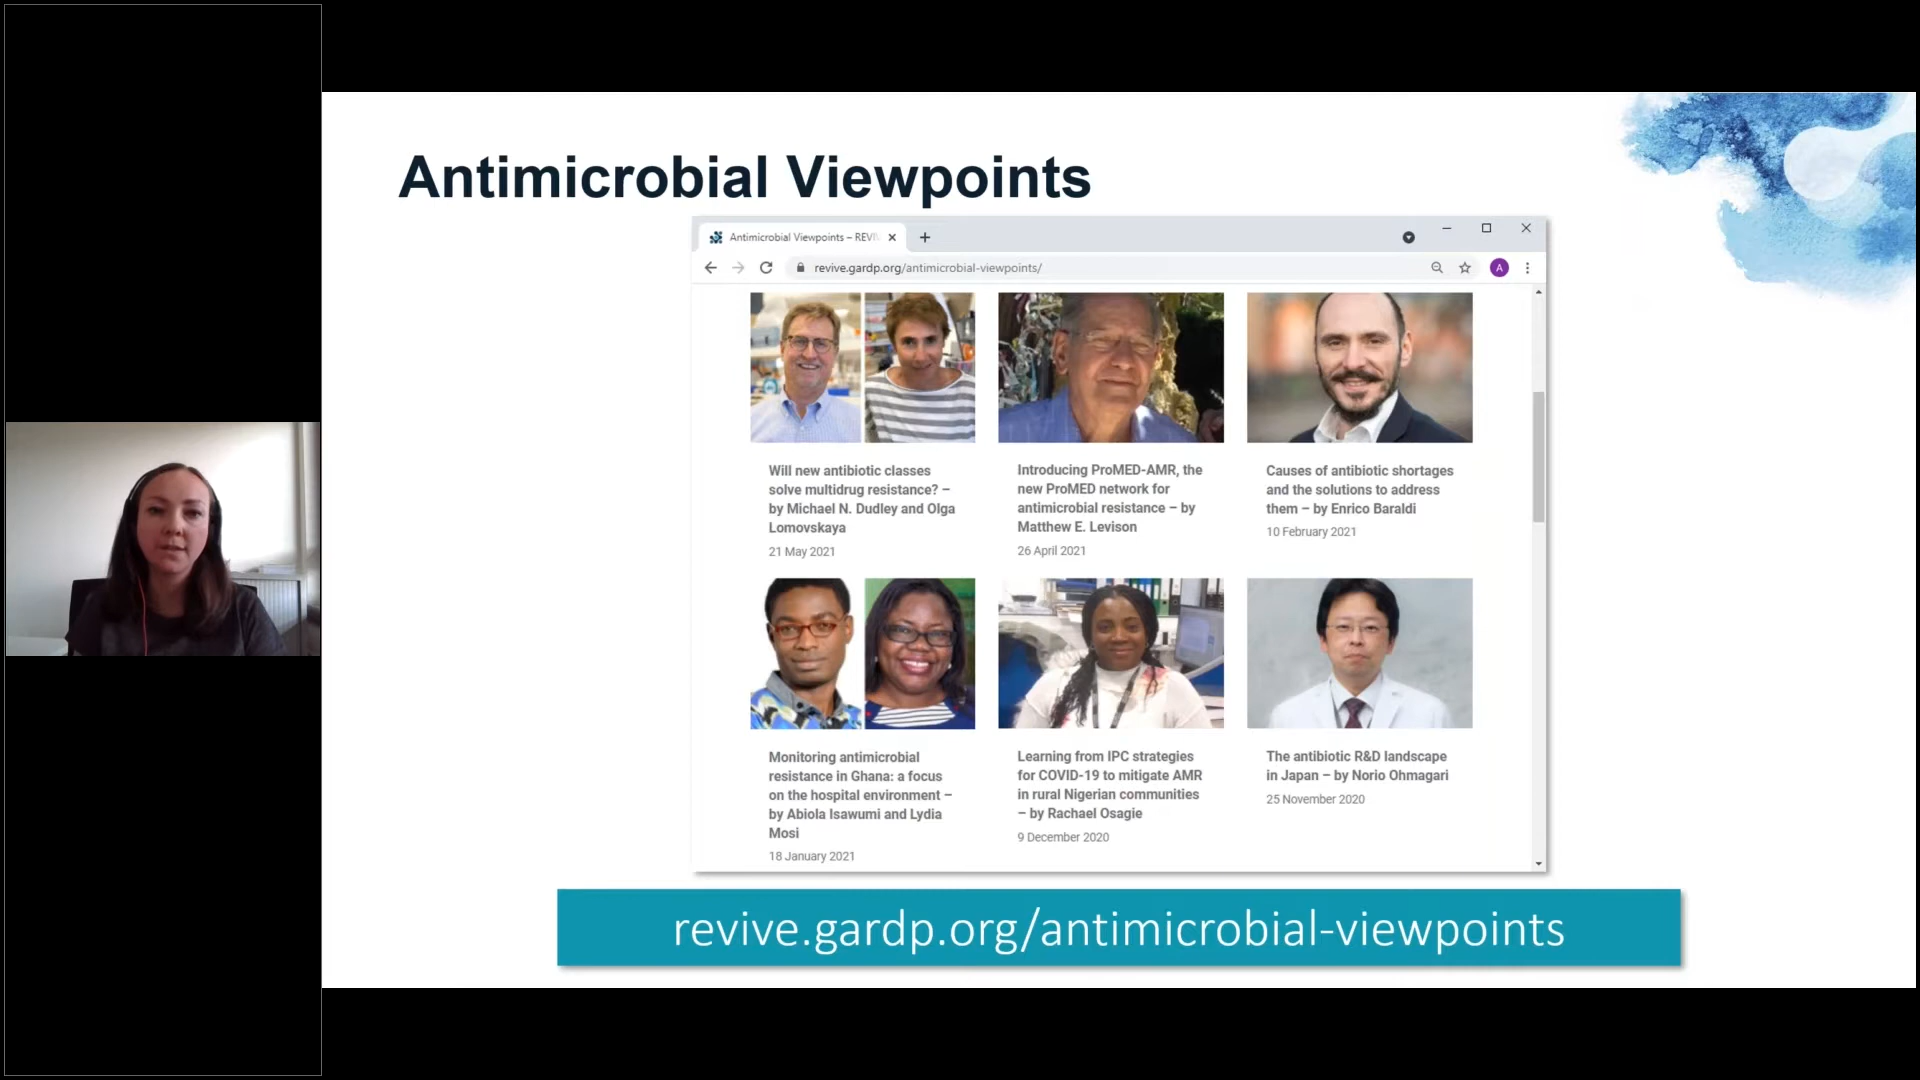 Antimicrobial Viewpoints
Antimicrobial Viewpoints – REVI
revive.gardp.org/antimicrobial-viewpoints/
A
Will new antibiotic classes
solve multidrug resistance? –
by Michael N. Dudley and Olga
Lomovskaya
21 May 2021
Introducing ProMED-AMR, the
new ProMED network for
antimicrobial resistance – by
Matthew E. Levison
26 April 2021
Causes of antibiotic shortages
and the solutions to address
them – by Enrico Baraldi
10 February 2021
Monitoring antimicrobial
resistance in Ghana: a focus
on the hospital environment –
by Abiola Isawumi and Lydia
Mosi
18 January 2021
Learning from IPC strategies
for COVID-19 to mitigate AMR
in rural Nigerian communities
– by Rachael Osagie
9 December 2020
The antibiotic R&D landscape
in Japan – by Norio Ohmagari
25 November 2020
revive.gardp.org/antimicrobial-viewpoints